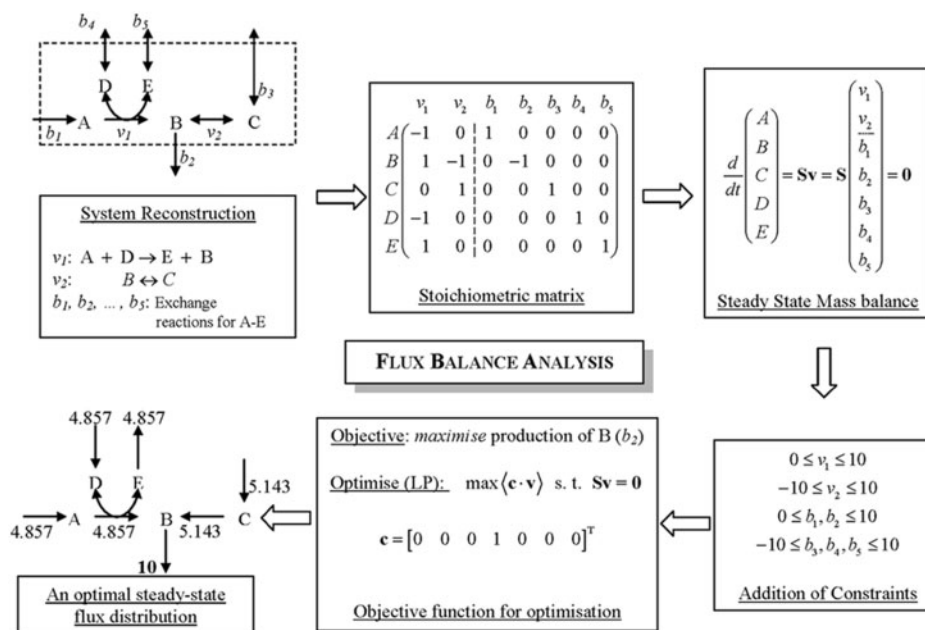 b4 b5
D E b3
b1 A v1 B v2 C
b2
System Reconstruction
v1: A + D → E + B
v2: B ↔ C
b1, b2, ... , b5: Exchange
reactions for A-E
v1 v2 b1 b2 b3 b4 b5
A -1 0 1 0 0 0 0
B 1 -1 0 -1 0 0 0
C 0 1 0 0 1 0 0
D -1 0 0 0 0 1 0
E 1 0 0 0 0 0 1
Stoichiometric matrix
v1
v2
A b1
B b2
d/dt C = Sv = S b3 = 0
D b4
E b5
Steady State Mass balance
FLUX BALANCE ANALYSIS
0 ≤ v1 ≤ 10
-10 ≤ v2 ≤ 10
0 ≤ b1, b2 ≤ 10
-10 ≤ b3, b4, b5 ≤ 10
Addition of Constraints
Objective: maximise production of B (b2)
Optimise (LP): max⟨c · v⟩ s. t. Sv = 0
c = [0 0 0 1 0 0 0]T
Objective function for optimisation
4.857 4.857
D E 5.143
A B C
4.857 4.857 5.143
10
An optimal steady-state
flux distribution